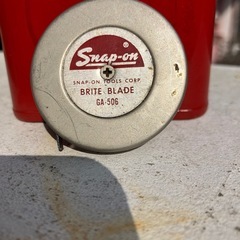 Snap-on®
SNAP-ON TOOLS CORP.
BRITE BLADE
GA-506